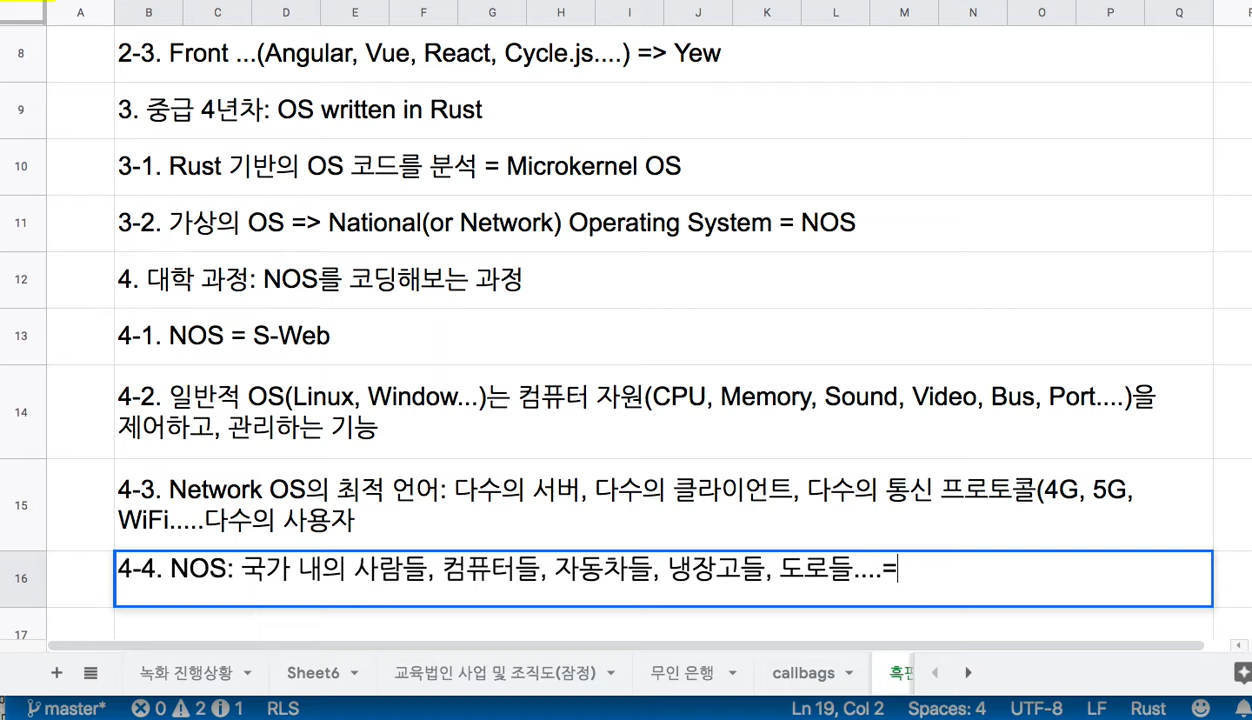 A B C D E F G H I J K L M N O P Q
8 2-3. Front ...(Angular, Vue, React, Cycle.js....) => Yew
9 3. 중급 4년차: OS written in Rust
10 3-1. Rust 기반의 OS 코드를 분석 = Microkernel OS
11 3-2. 가상의 OS => National(or Network) Operating System = NOS
12 4. 대학 과정: NOS를 코딩해보는 과정
13 4-1. NOS = S-Web
14 4-2. 일반적 OS(Linux, Window...)는 컴퓨터 자원(CPU, Memory, Sound, Video, Bus, Port....)을
제어하고, 관리하는 기능
15 4-3. Network OS의 최적 언어: 다수의 서버, 다수의 클라이언트, 다수의 통신 프로토콜(4G, 5G,
WiFi.....다수의 사용자
16 4-4. NOS: 국가 내의 사람들, 컴퓨터들, 자동차들, 냉장고들, 도로들....=
17
녹화 진행상황 Sheet6 교육법인 사업 및 조직도(잠정) 무인 은행 callbags
master* 0 2 1 RLS Ln 19, Col 2 Spaces: 4 UTF-8 LF Rust